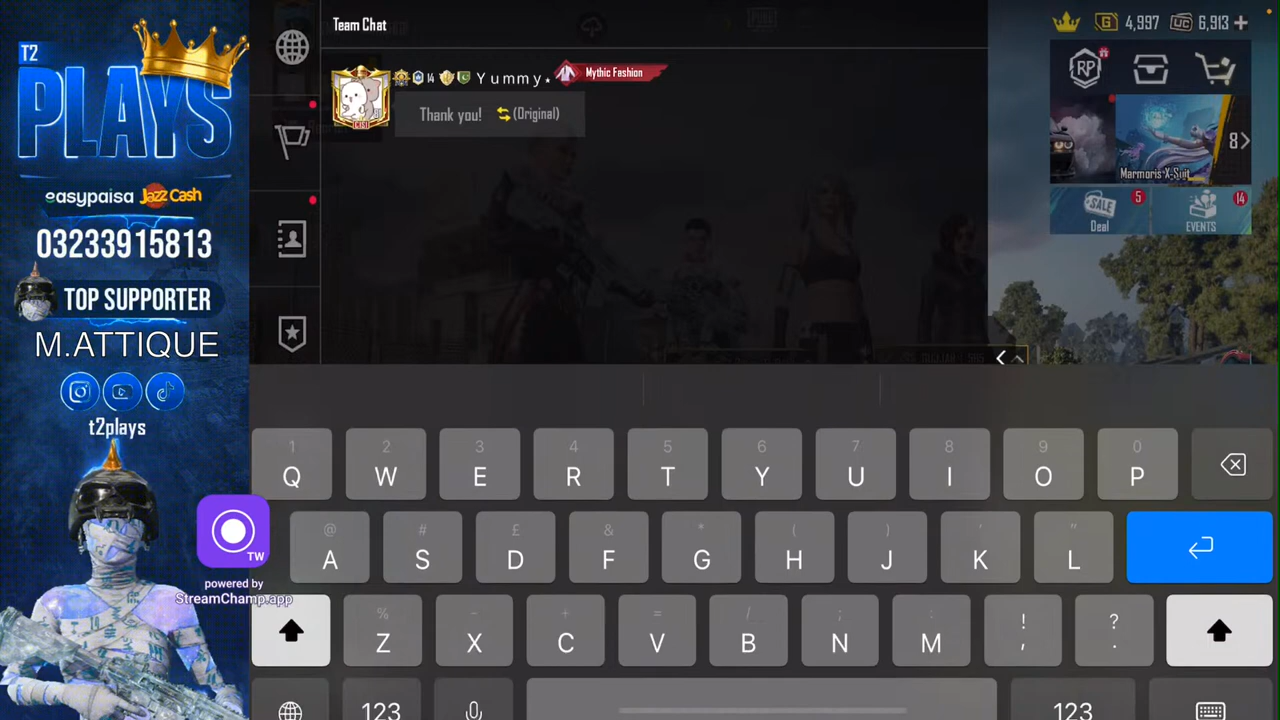 T2
PLAYS
easypaisa JazzCash
03233915813
TOP SUPPORTER
M.ATTIQUE
t2plays
TW
powered by
StreamChamp.app
Team Chat
14 Yummy Mythic Fashion
Thank you! (Original)
G 4,997 UC 6,913 +
RP
8
Marmoris X-Suit
SALE 5 14
Deal EVENTS
1 2 3 4 5 6 7 8 9 0
Q W E R T Y U I O P
@ # £ & * ( ) ' "
A S D F G H J K L
% - + = / ; : ! ?
Z X C V B N M , .
123 123